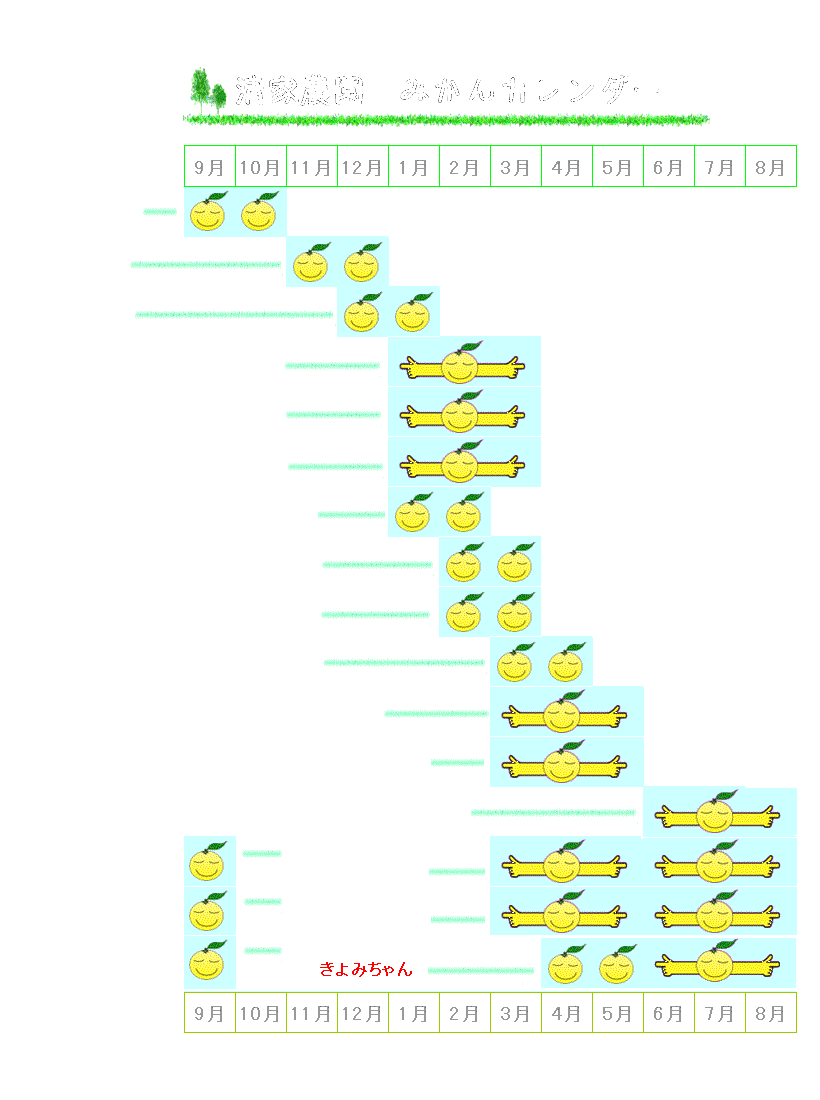 清家農園 みかんカレンダー
9月 10月 11月 12月 1月 2月 3月 4月 5月 6月 7月 8月
きよみちゃん
9月 10月 11月 12月 1月 2月 3月 4月 5月 6月 7月 8月